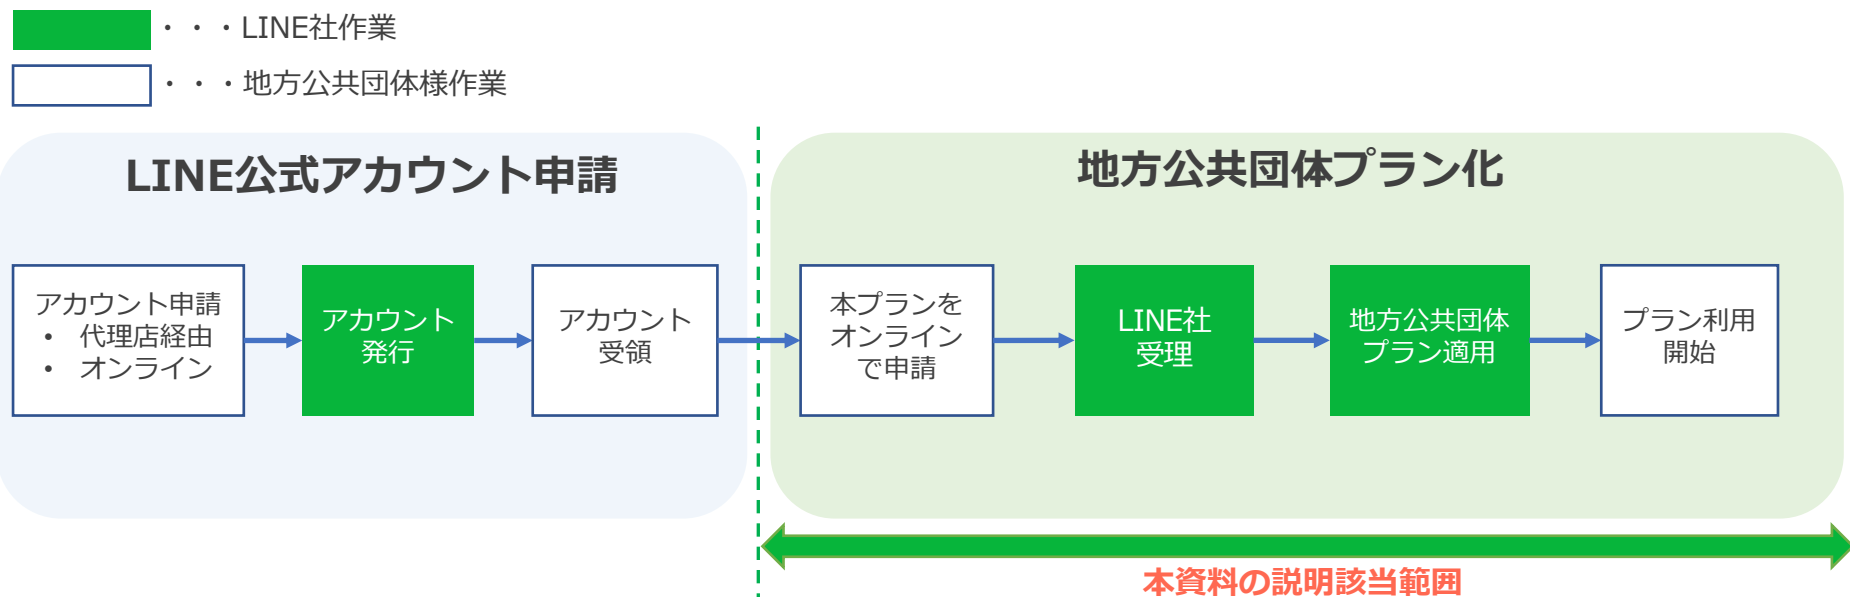 ・・・LINE社作業
・・・地方公共団体様作業
LINE公式アカウント申請
アカウント申請
• 代理店経由
• オンライン
アカウント
発行
アカウント
受領
地方公共団体プラン化
本プランを
オンライン
で申請
LINE社
受理
地方公共団体
プラン適用
プラン利用
開始
本資料の説明該当範囲